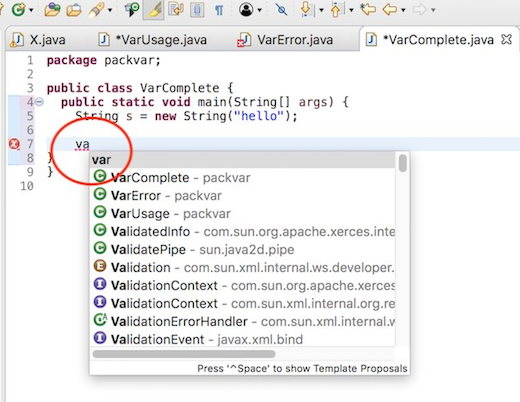 X.java
*VarUsage.java
VarError.java
*VarComplete.java
1 package packvar;
2
3 public class VarComplete {
4 public static void main(String[] args) {
5 String s = new String("hello");
6
7 va
8 }
9 }
10
var
VarComplete - packvar
VarError - packvar
VarUsage - packvar
ValidatedInfo - com.sun.org.apache.xerces.inte
ValidatePipe - sun.java2d.pipe
Validation - com.sun.xml.internal.ws.developer.
ValidationContext - com.sun.org.apache.xerces
ValidationContext - com.sun.xml.internal.org.re
ValidationErrorHandler - com.sun.xml.internal.w
ValidationEvent - javax.xml.bind
Press '^Space' to show Template Proposals